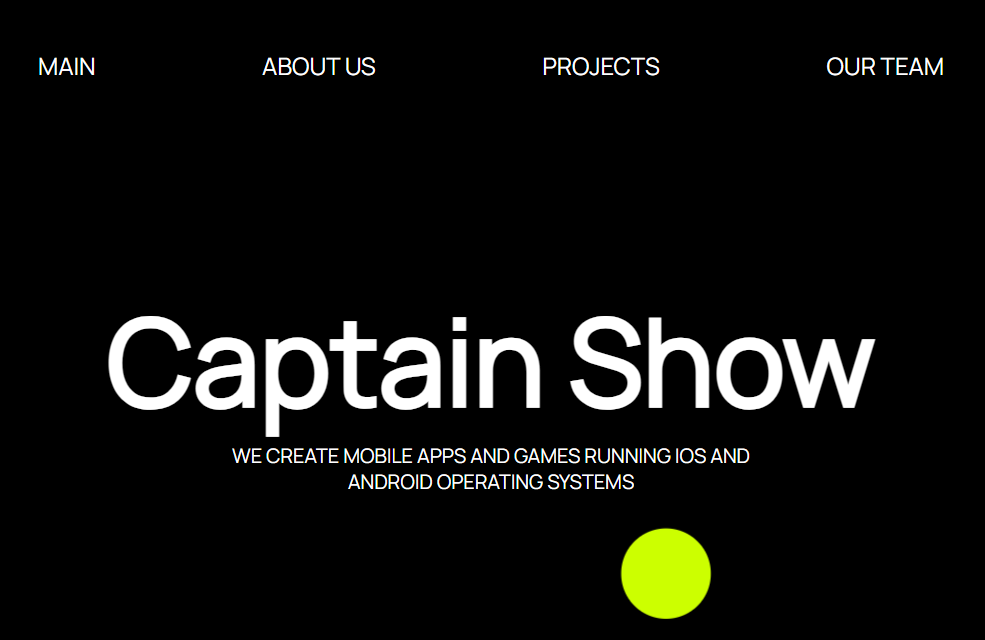 MAIN ABOUT US PROJECTS OUR TEAM
Captain Show
WE CREATE MOBILE APPS AND GAMES RUNNING IOS AND
ANDROID OPERATING SYSTEMS